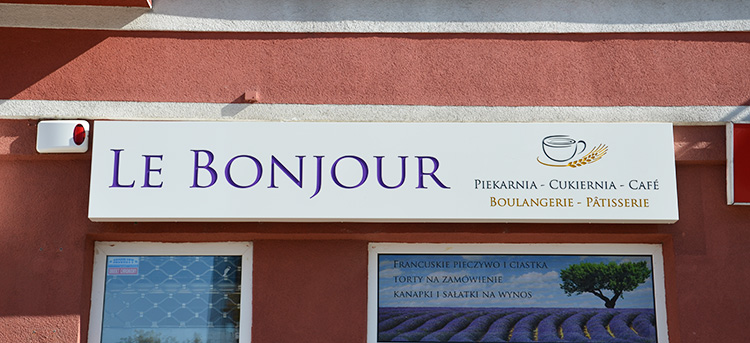 Le Bonjour
Piekarnia - Cukiernia - Café
Boulangerie - Pâtisserie
Francuskie pieczywo i ciastka
torty na zamówienie
kanapki i sałatki na wynos